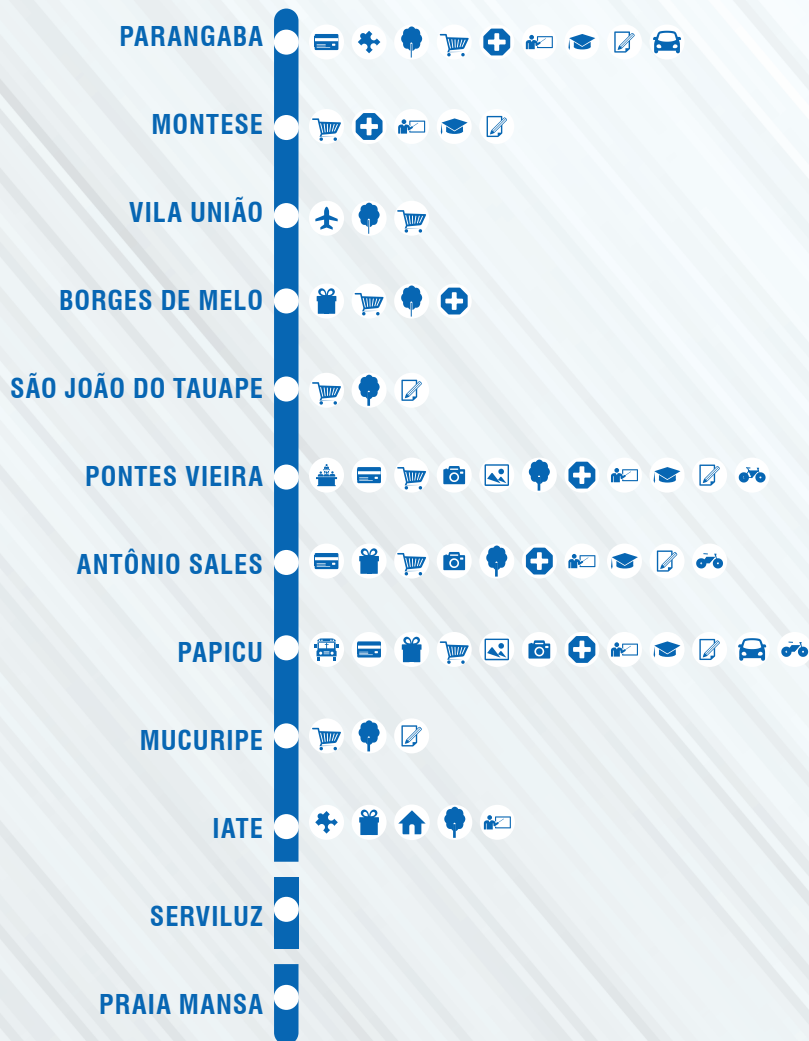 PARANGABA
MONTESE
VILA UNIÃO
BORGES DE MELO
SÃO JOÃO DO TAUAPE
PONTES VIEIRA
ANTÔNIO SALES
PAPICU
MUCURIPE
IATE
SERVILUZ
PRAIA MANSA